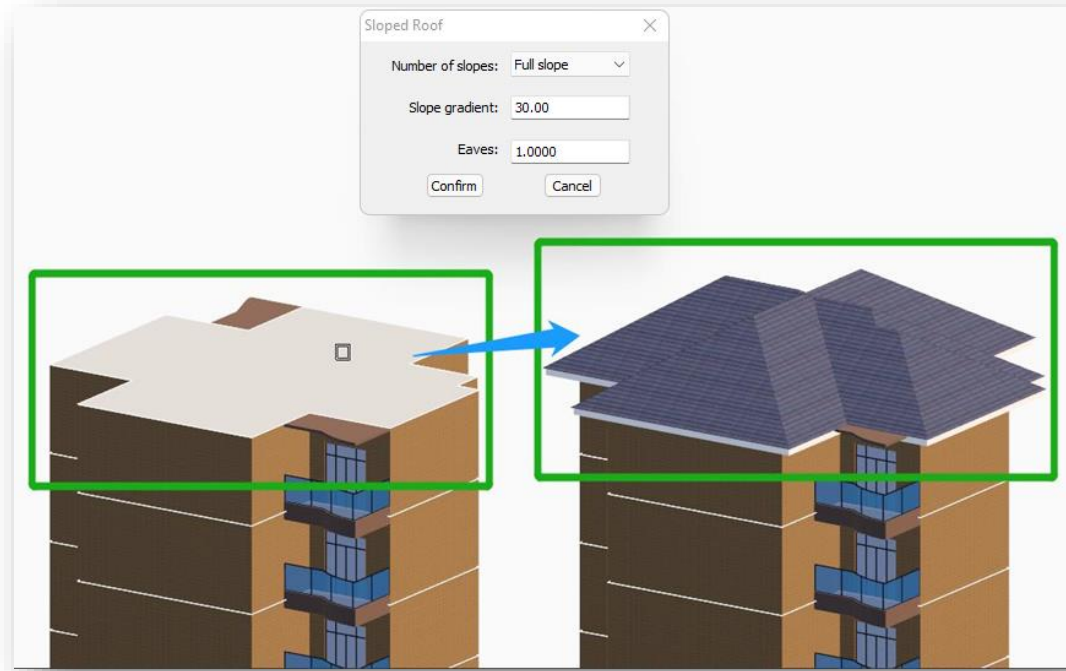 Sloped Roof
Number of slopes: Full slope
Slope gradient: 30.00
Eaves: 1.0000
Confirm Cancel